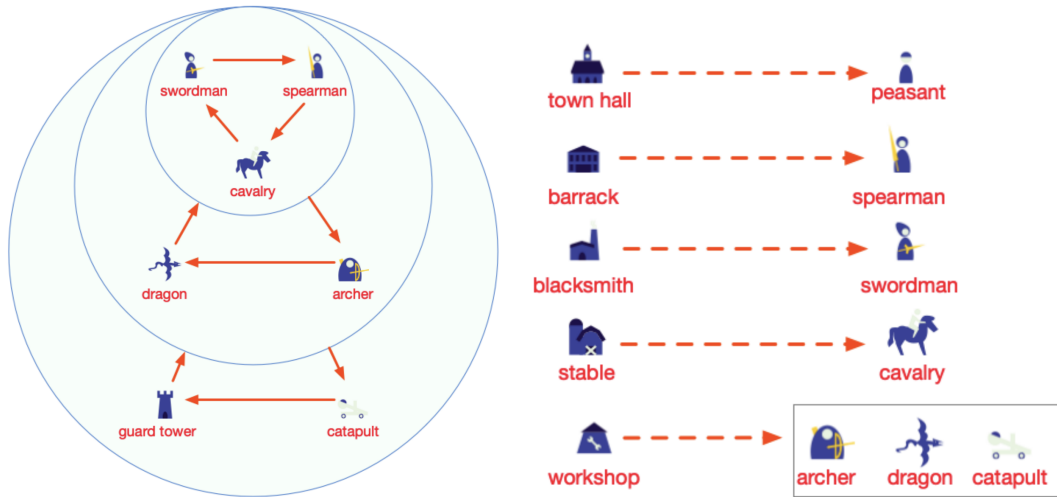 swordman
spearman
cavalry
dragon
archer
guard tower
catapult
town hall
peasant
barrack
spearman
blacksmith
swordman
stable
cavalry
workshop
archer
dragon
catapult